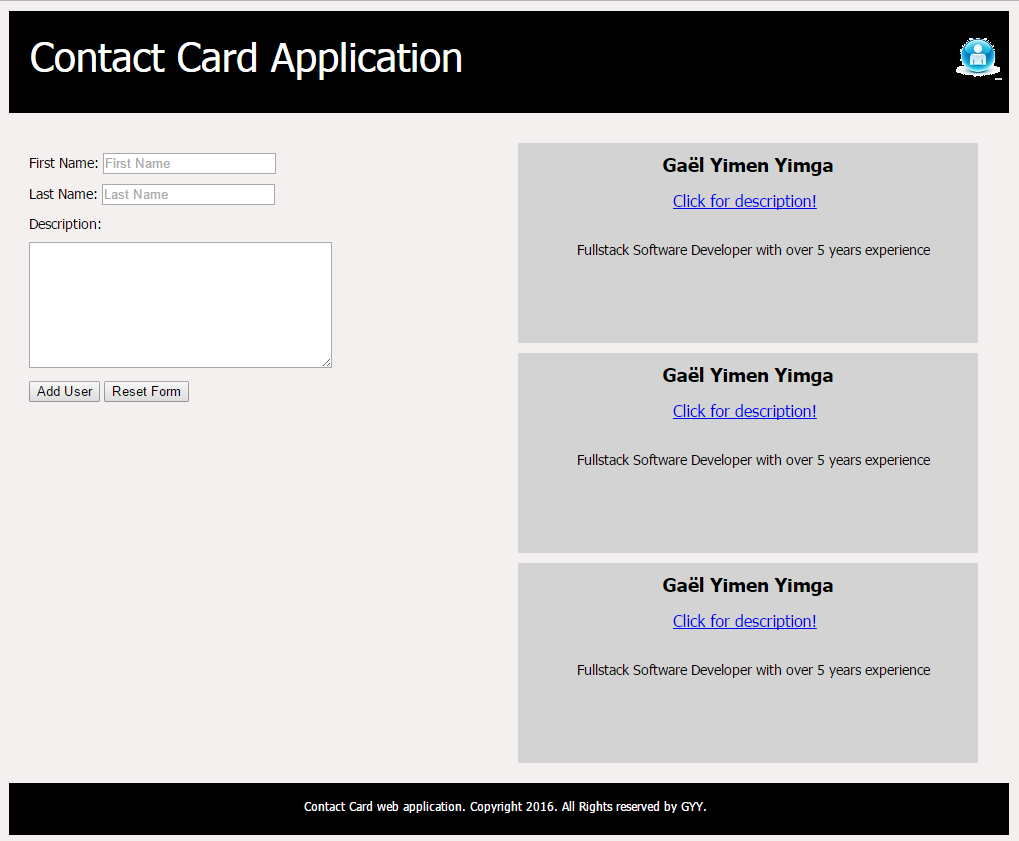 Contact Card Application
First Name: First Name
Last Name: Last Name
Description:
Add User Reset Form
Gaël Yimen Yimga
Click for description!
Fullstack Software Developer with over 5 years experience
Gaël Yimen Yimga
Click for description!
Fullstack Software Developer with over 5 years experience
Gaël Yimen Yimga
Click for description!
Fullstack Software Developer with over 5 years experience
Contact Card web application. Copyright 2016. All Rights reserved by GYY.